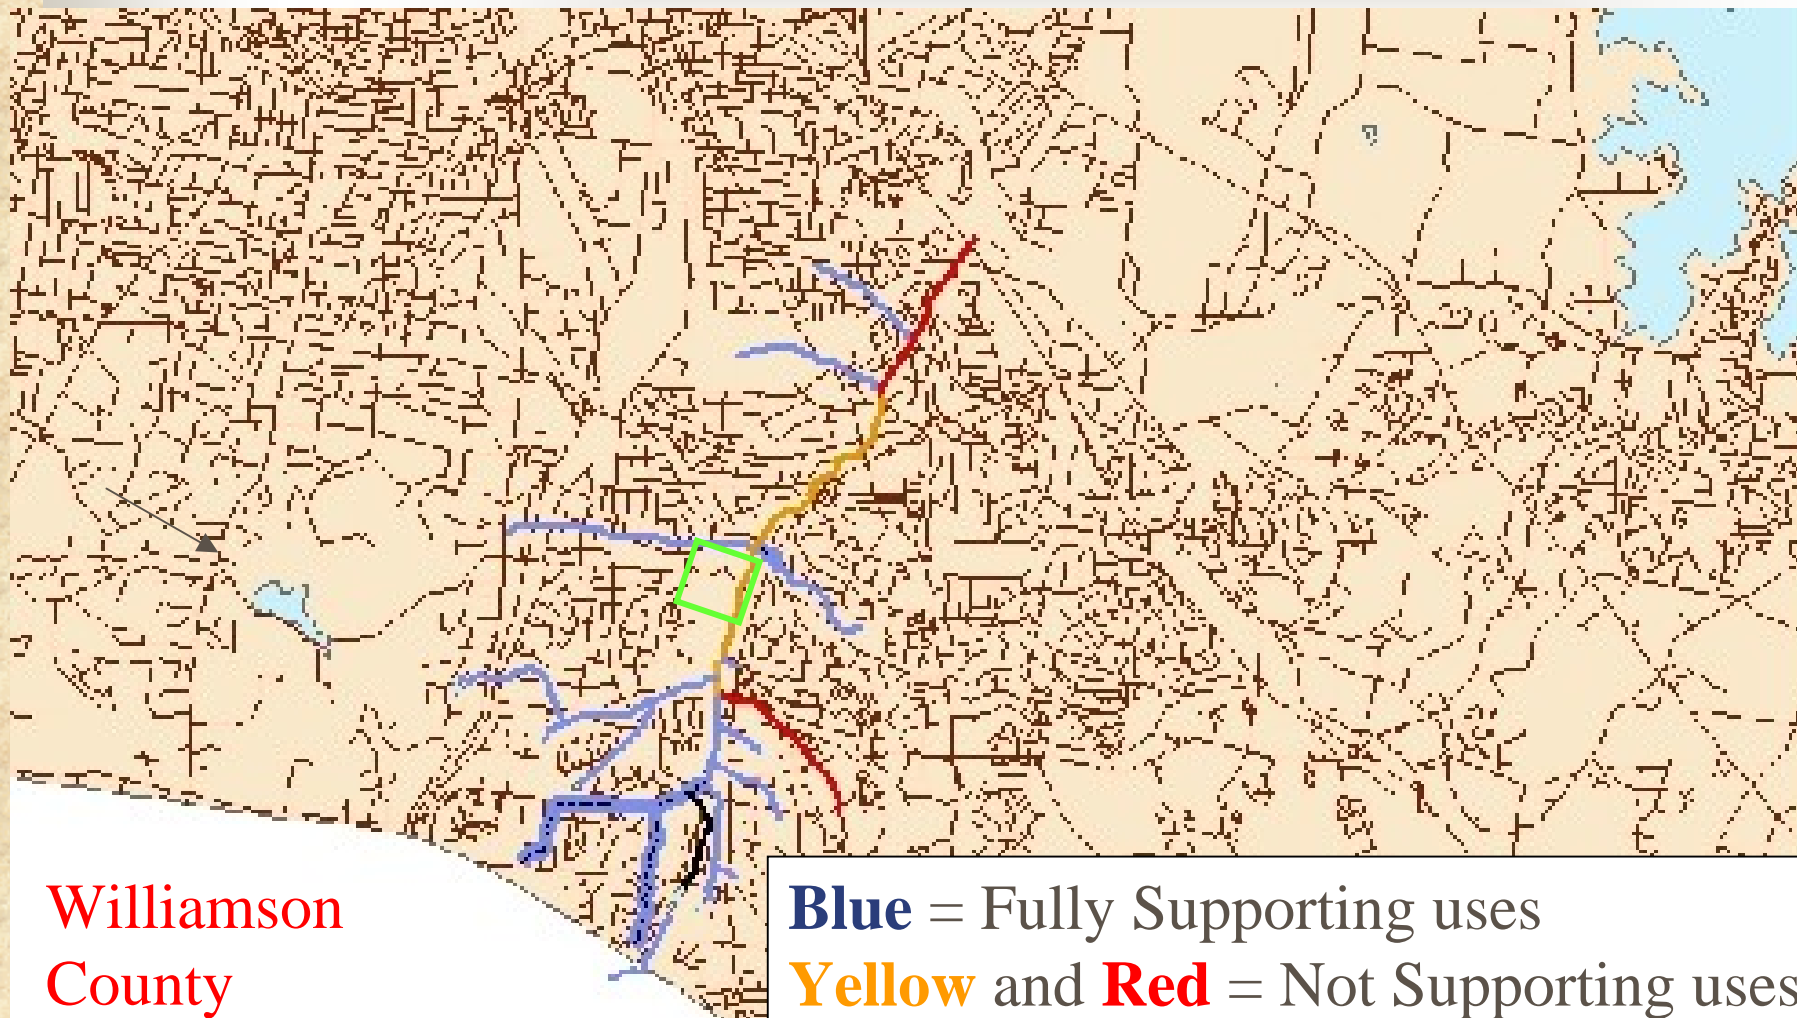 Williamson
County
Blue = Fully Supporting uses
Yellow and Red = Not Supporting uses